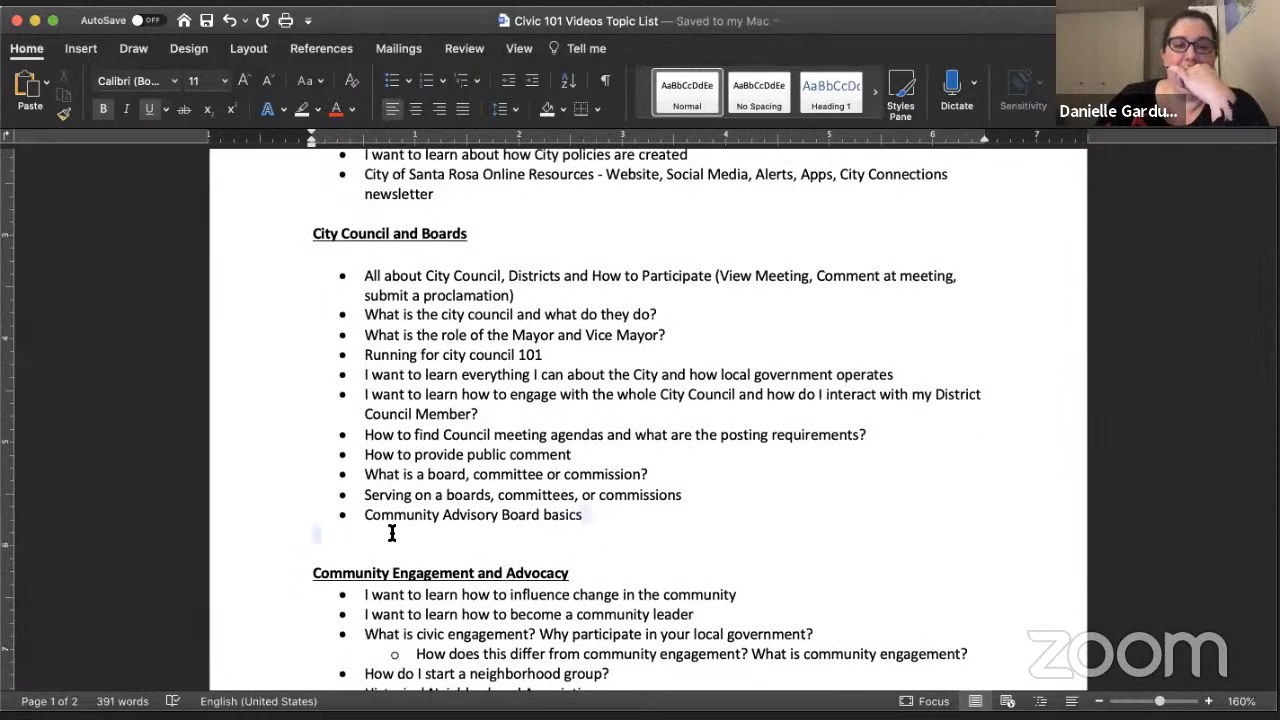 AutoSave OFF
Civic 101 Videos Topic List — Saved to my Mac
Home Insert Draw Design Layout References Mailings Review View Tell me
Paste
Calibri (Bo... 11
AaBbCcDdEe AaBbCcDdEe AaBbCcDc
Normal No Spacing Heading 1
Styles Pane
Dictate
Sensitivity
Danielle Gardu...
1 1 2 3 4 5 6 7
I want to learn about how City policies are created
City of Santa Rosa Online Resources - Website, Social Media, Alerts, Apps, City Connections
newsletter
City Council and Boards
All about City Council, Districts and How to Participate (View Meeting, Comment at meeting,
submit a proclamation)
What is the city council and what do they do?
What is the role of the Mayor and Vice Mayor?
Running for city council 101
I want to learn everything I can about the City and how local government operates
I want to learn how to engage with the whole City Council and how do I interact with my District
Council Member?
How to find Council meeting agendas and what are the posting requirements?
How to provide public comment
What is a board, committee or commission?
Serving on a boards, committees, or commissions
Community Advisory Board basics
Community Engagement and Advocacy
I want to learn how to influence change in the community
I want to learn how to become a community leader
What is civic engagement? Why participate in your local government?
How does this differ from community engagement? What is community engagement?
How do I start a neighborhood group?
zoom
Page 1 of 2 391 words English (United States) Focus 160%